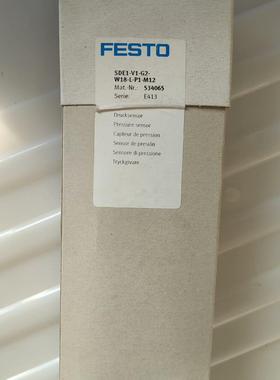 FESTO
SDE1-V1-G2-
W18-L-P1-M12
Mat.-Nr.: 534065
Serie: E413
Drucksensor
Pressure sensor
Capteur de pression
Sensor de presión
Sensore di pressione
Tryckgivare